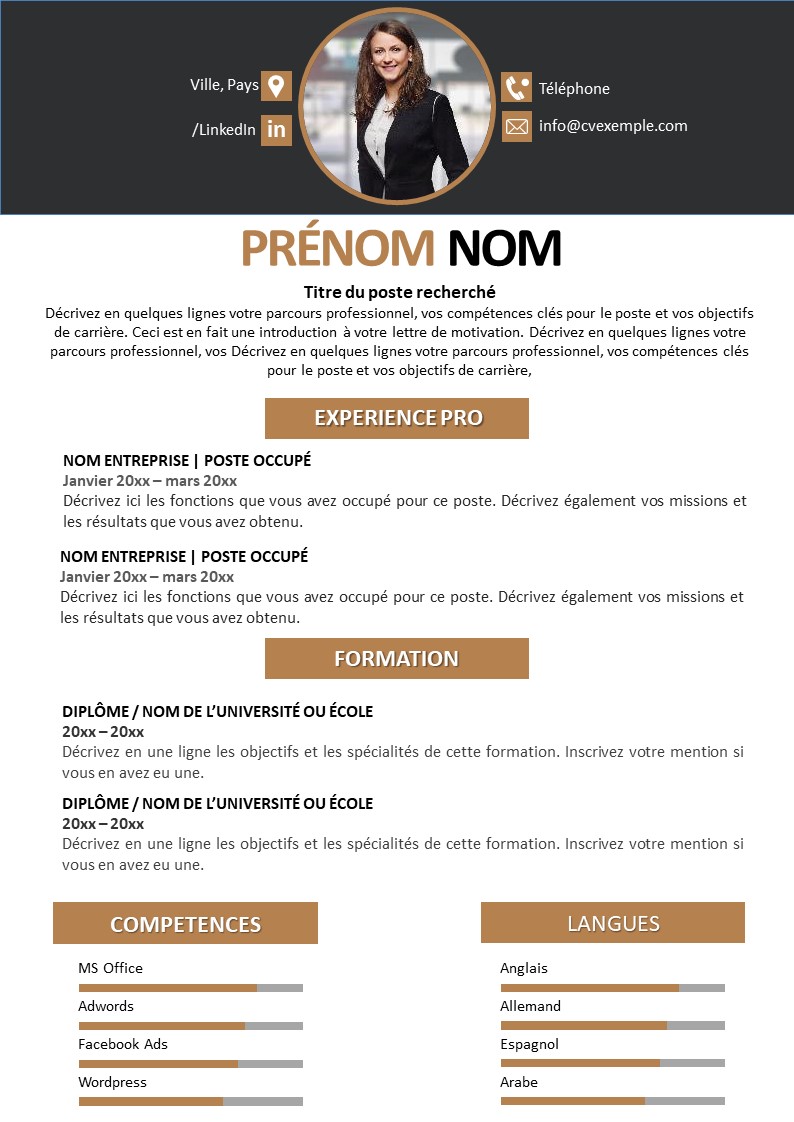 Ville, Pays
Téléphone
/LinkedIn
in
info@cvexemple.com
PRÉNOM NOM
Titre du poste recherché
Décrivez en quelques lignes votre parcours professionnel, vos compétences clés pour le poste et vos objectifs
de carrière. Ceci est en fait une introduction à votre lettre de motivation. Décrivez en quelques lignes votre
parcours professionnel, vos Décrivez en quelques lignes votre parcours professionnel, vos compétences clés
pour le poste et vos objectifs de carrière,
EXPERIENCE PRO
NOM ENTREPRISE | POSTE OCCUPÉ
Janvier 20xx – mars 20xx
Décrivez ici les fonctions que vous avez occupé pour ce poste. Décrivez également vos missions et
les résultats que vous avez obtenu.
NOM ENTREPRISE | POSTE OCCUPÉ
Janvier 20xx – mars 20xx
Décrivez ici les fonctions que vous avez occupé pour ce poste. Décrivez également vos missions et
les résultats que vous avez obtenu.
FORMATION
DIPLÔME / NOM DE L’UNIVERSITÉ OU ÉCOLE
20xx – 20xx
Décrivez en une ligne les objectifs et les spécialités de cette formation. Inscrivez votre mention si
vous en avez eu une.
DIPLÔME / NOM DE L’UNIVERSITÉ OU ÉCOLE
20xx – 20xx
Décrivez en une ligne les objectifs et les spécialités de cette formation. Inscrivez votre mention si
vous en avez eu une.
COMPETENCES
MS Office
Adwords
Facebook Ads
Wordpress
LANGUES
Anglais
Allemand
Espagnol
Arabe